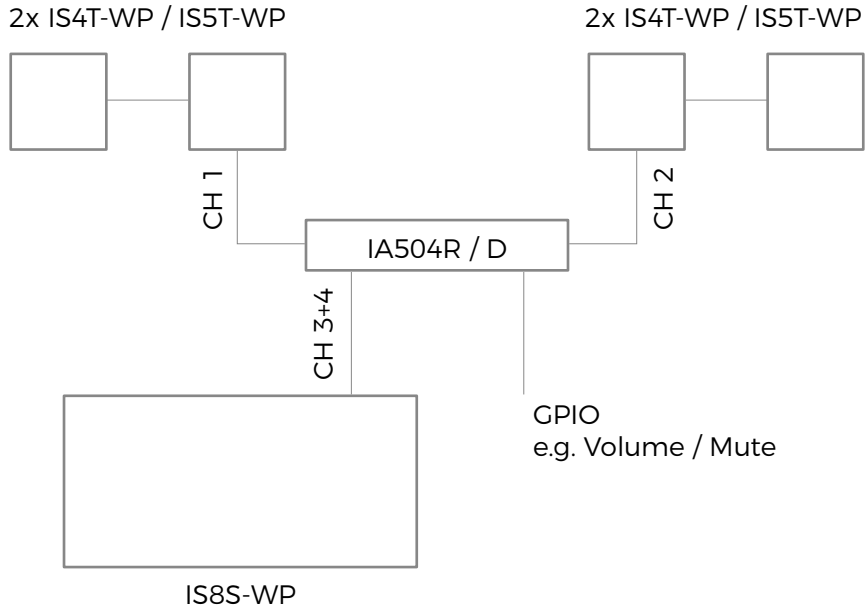 2x IS4T-WP / IS5T-WP
2x IS4T-WP / IS5T-WP
CH 1
CH 2
IA504R / D
CH 3+4
GPIO
e.g. Volume / Mute
IS8S-WP